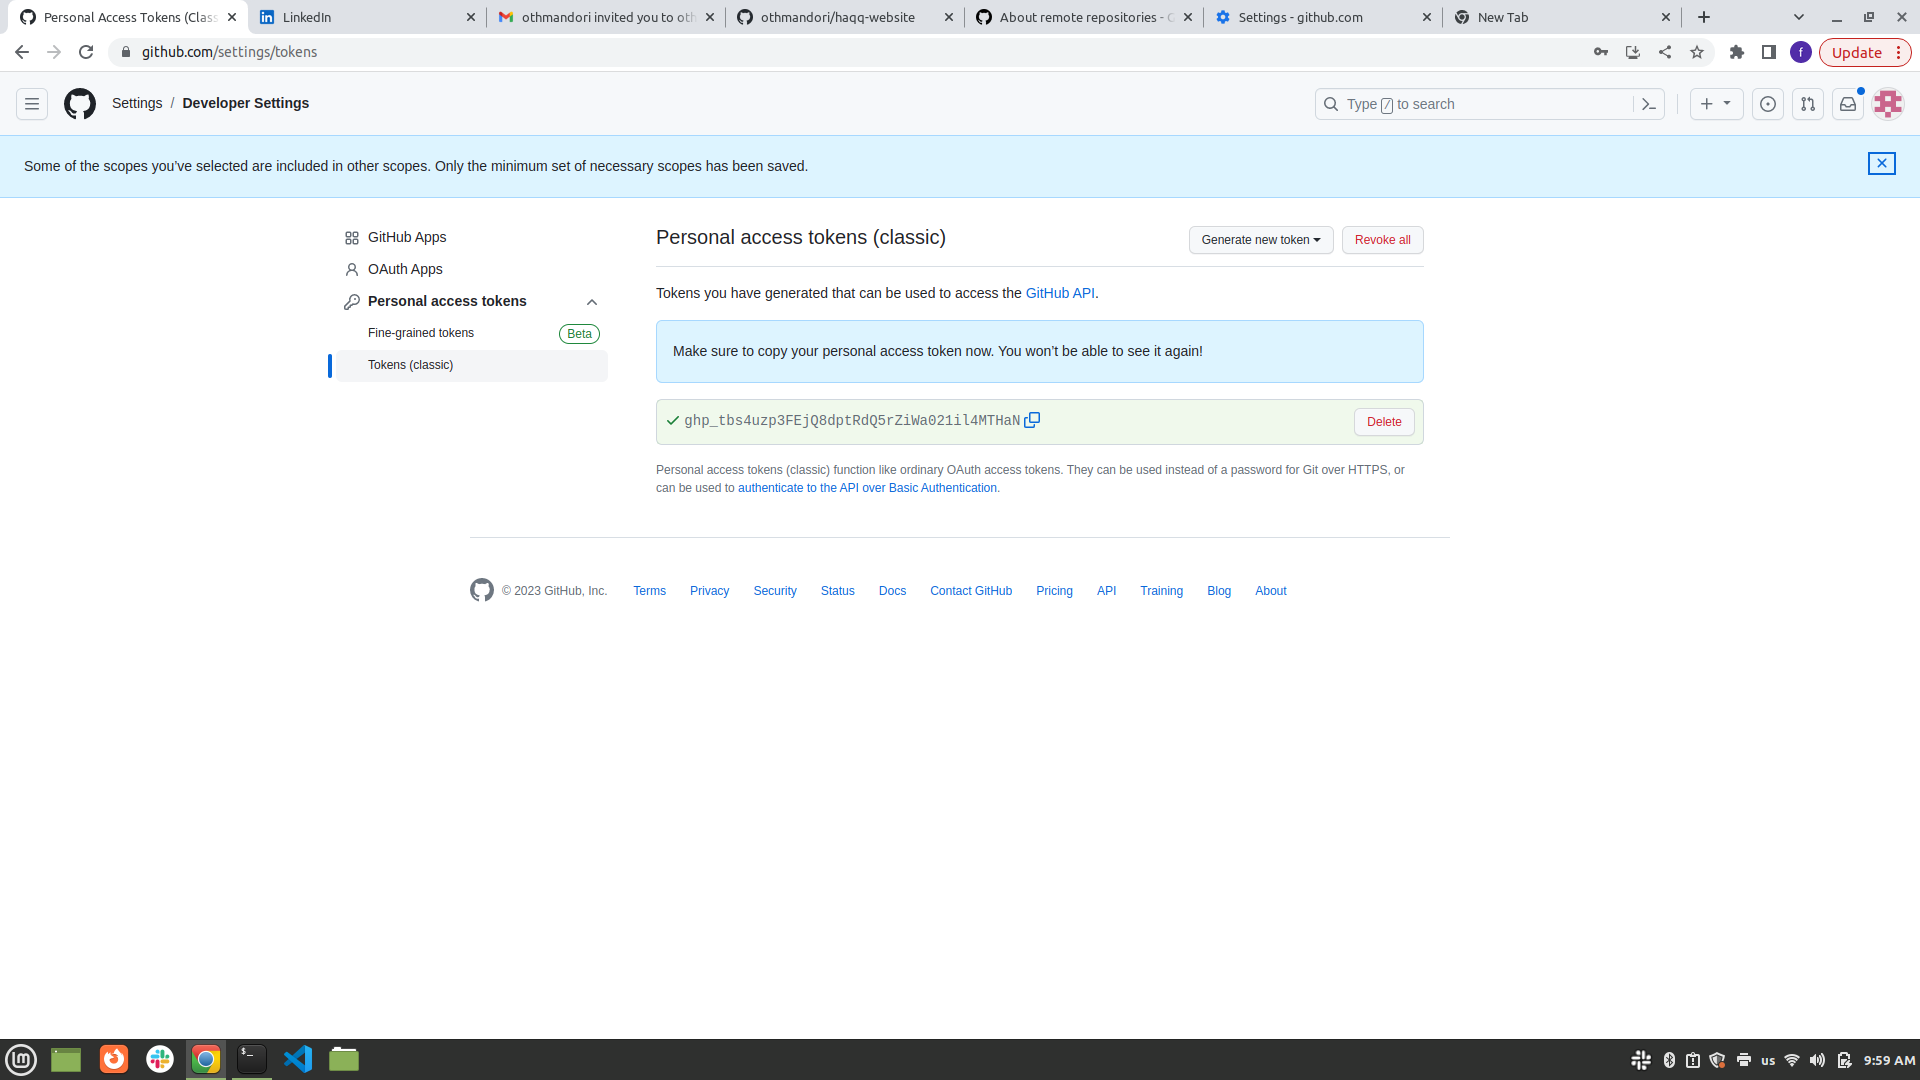 Personal Access Tokens (Class
LinkedIn
othmandori invited you to oth
othmandori/haqq-website
About remote repositories - G
Settings - github.com
New Tab
github.com/settings/tokens
f
Update
Settings / Developer Settings
Type / to search
Some of the scopes you’ve selected are included in other scopes. Only the minimum set of necessary scopes has been saved.
GitHub Apps
OAuth Apps
Personal access tokens
Fine-grained tokens
Beta
Tokens (classic)
Personal access tokens (classic)
Generate new token
Revoke all
Tokens you have generated that can be used to access the GitHub API.
Make sure to copy your personal access token now. You won’t be able to see it again!
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
Delete
Personal access tokens (classic) function like ordinary OAuth access tokens. They can be used instead of a password for Git over HTTPS, or
can be used to authenticate to the API over Basic Authentication.
© 2023 GitHub, Inc.
Terms
Privacy
Security
Status
Docs
Contact GitHub
Pricing
API
Training
Blog
About
us
9:59 AM